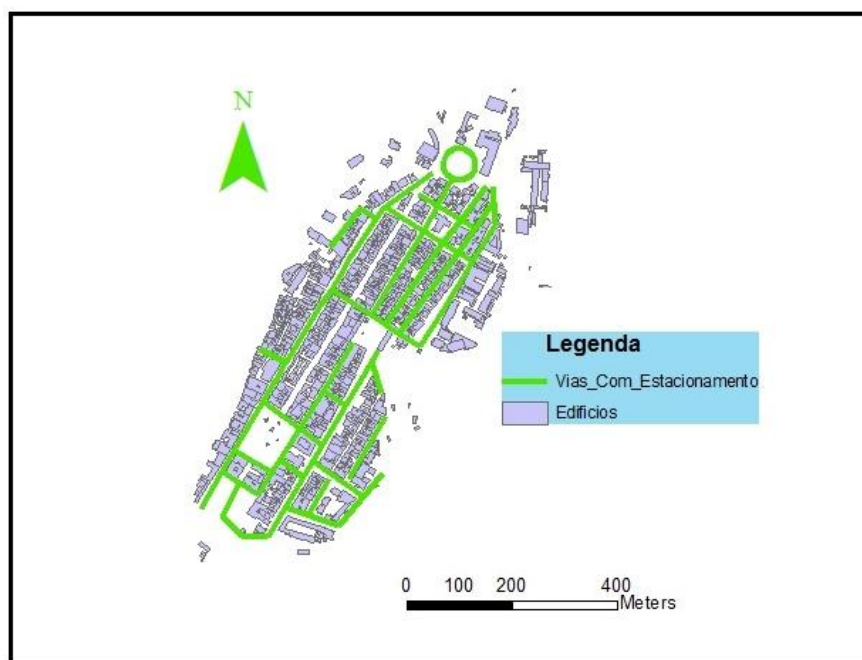 N
Legenda
Vias_Com_Estacionamento
Edificios
0 100 200 400
Meters